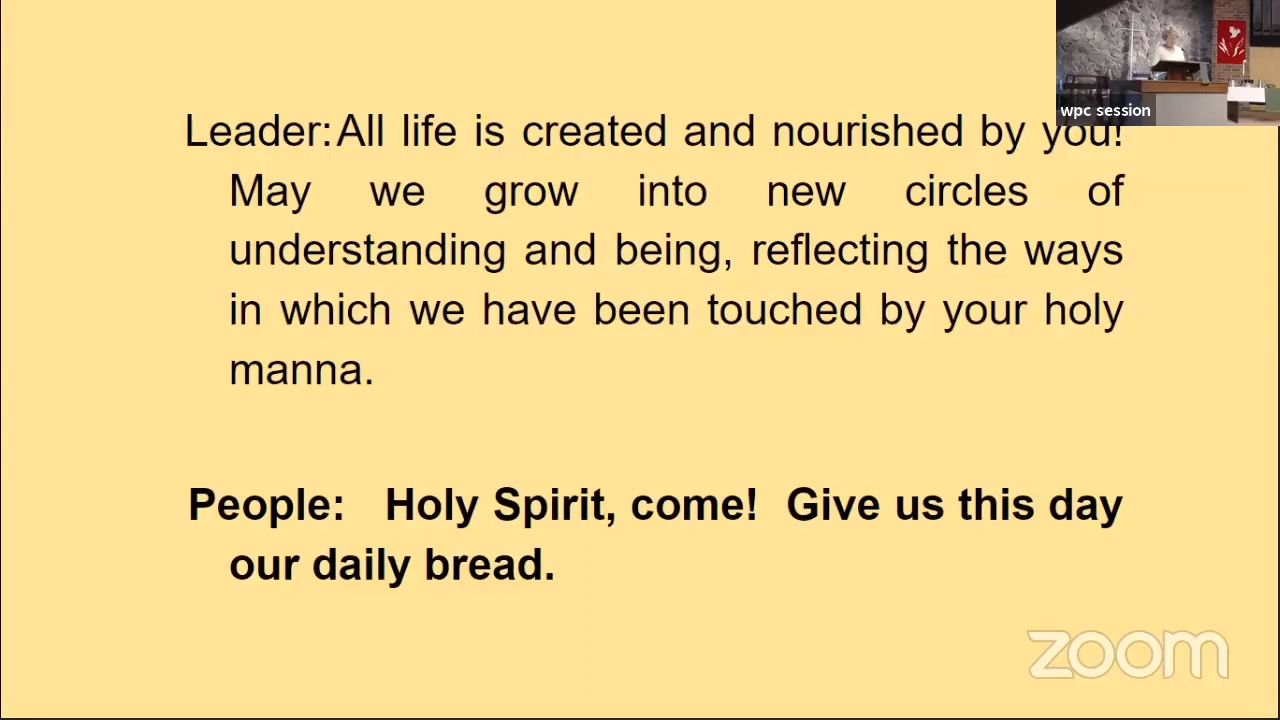 wpc session
Leader: All life is created and nourished by you!
May we grow into new circles of
understanding and being, reflecting the ways
in which we have been touched by your holy
manna.
People: Holy Spirit, come! Give us this day
our daily bread.
zoom